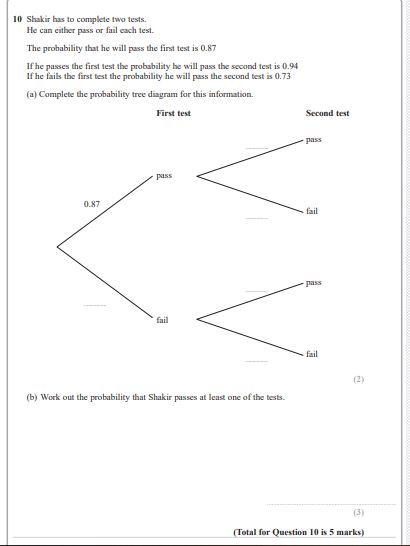 10 Shakir has to complete two tests.
He can either pass or fail each test.
The probability that he will pass the first test is 0.87
If he passes the first test the probability he will pass the second test is 0.94
If he fails the first test the probability he will pass the second test is 0.73
(a) Complete the probability tree diagram for this information.
First test Second test
pass
pass
0.87
fail
pass
fail
fail
(2)
(b) Work out the probability that Shakir passes at least one of the tests.
(3)
(Total for Question 10 is 5 marks)